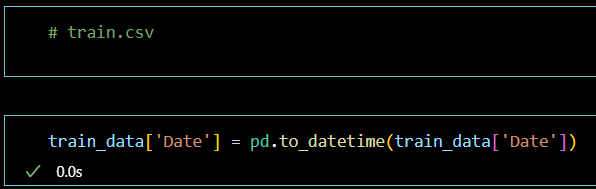 # train.csv
train_data['Date'] = pd.to_datetime(train_data['Date'])
✓ 0.0s